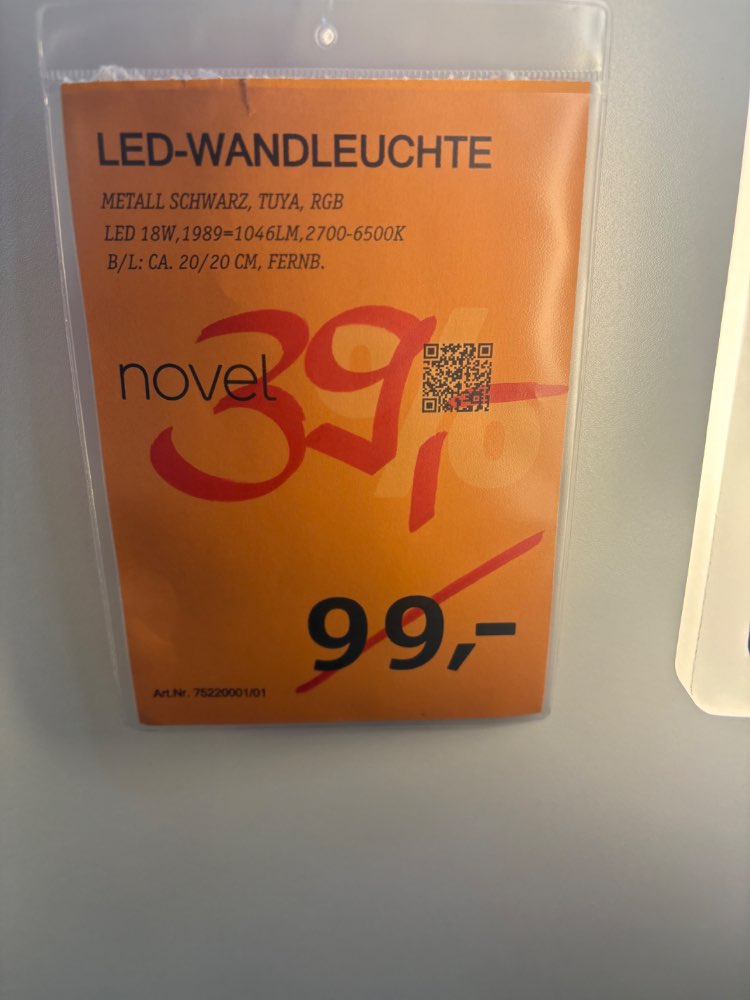 LED-WANDLEUCHTE
METALL SCHWARZ, TUYA, RGB
LED 18W,1989=1046LM,2700-6500K
B/L: CA. 20/20 CM, FERNB.
39,-
novel
%
99,-
Art.Nr. 75220001/01